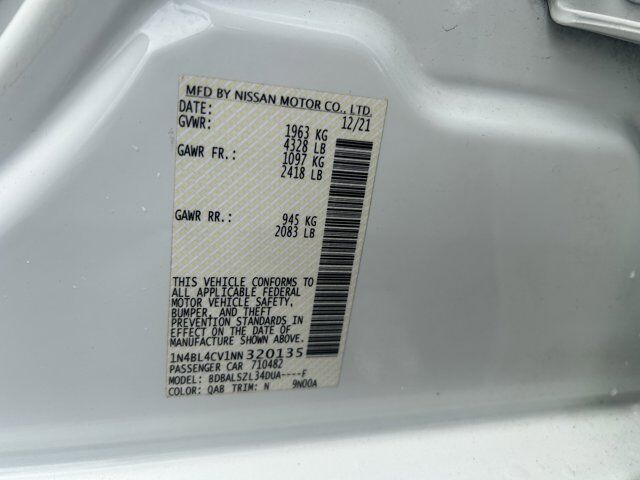 MFD BY NISSAN MOTOR CO., LTD.
DATE: 12/21
GVWR: 1963 KG
4328 LB
GAWR FR.: 1097 KG
2418 LB
GAWR RR.: 945 KG
2083 LB
THIS VEHICLE CONFORMS TO
ALL APPLICABLE FEDERAL
MOTOR VEHICLE SAFETY,
BUMPER, AND THEFT
PREVENTION STANDARDS IN
EFFECT ON THE DATE OF
MANUFACTURE SHOWN ABOVE.
1N4BL4CV1NN320135
PASSENGER CAR 710482
MODEL: BDBALSZL34DUA----F
COLOR: QAB TRIM: N 9N00A